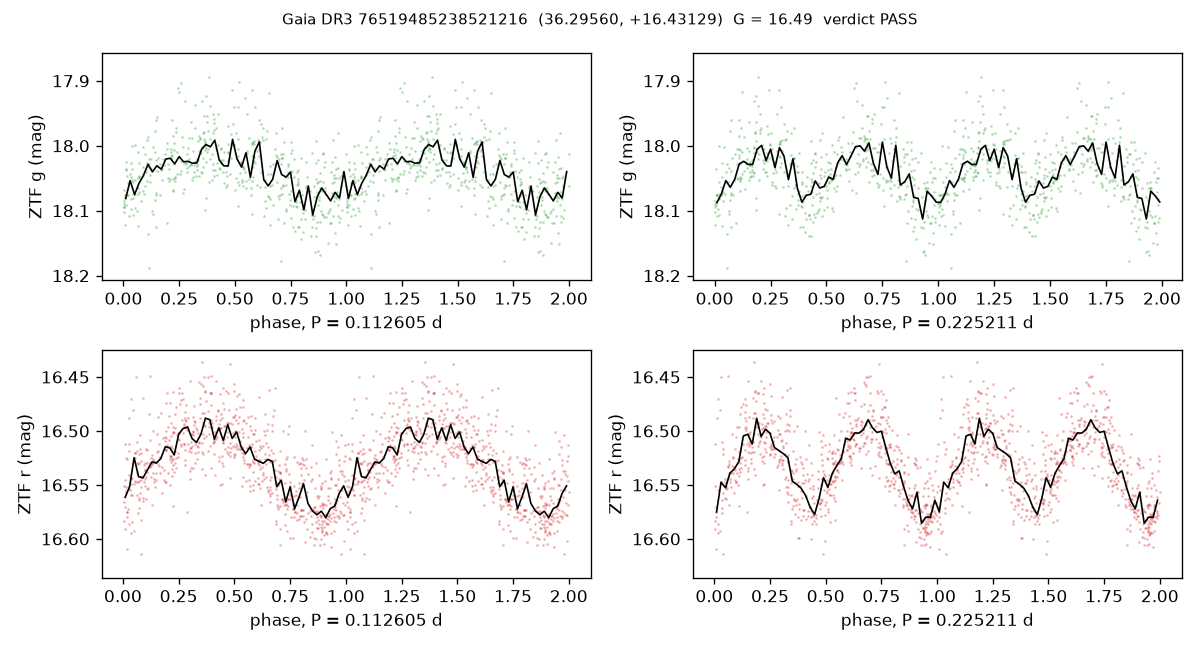 Gaia DR3 76519485238521216 (36.29560, +16.43129) G = 16.49 verdict PASS
ZTF g (mag)
17.9
18.0
18.1
18.2
0.00 0.25 0.50 0.75 1.00 1.25 1.50 1.75 2.00
phase, P = 0.112605 d
ZTF g (mag)
17.9
18.0
18.1
18.2
0.00 0.25 0.50 0.75 1.00 1.25 1.50 1.75 2.00
phase, P = 0.225211 d
ZTF r (mag)
16.45
16.50
16.55
16.60
0.00 0.25 0.50 0.75 1.00 1.25 1.50 1.75 2.00
phase, P = 0.112605 d
ZTF r (mag)
16.45
16.50
16.55
16.60
0.00 0.25 0.50 0.75 1.00 1.25 1.50 1.75 2.00
phase, P = 0.225211 d